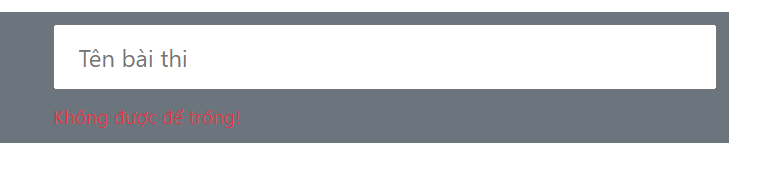 Tên bài thi
Không được để trống!